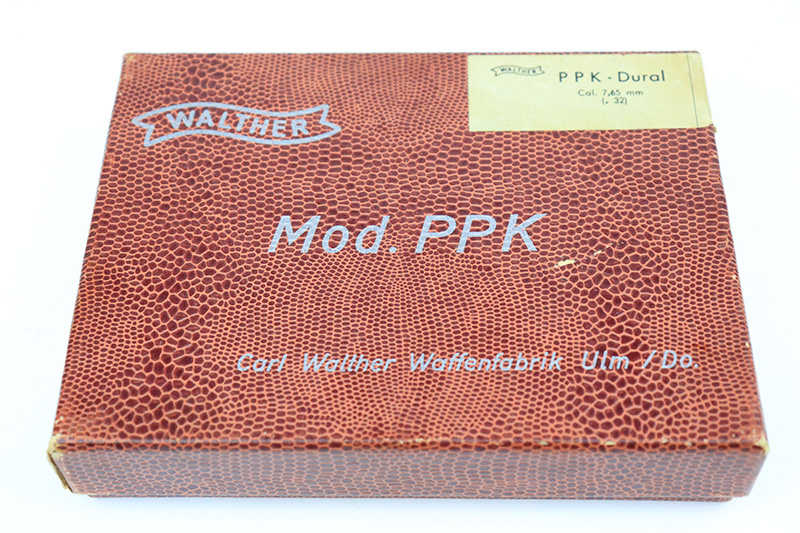 WALTHER
PPK-Dural
Cal. 7,65 mm
(. 32)
WALTHER
Mod. PPK
Carl Walther Waffenfabrik Ulm /Do.